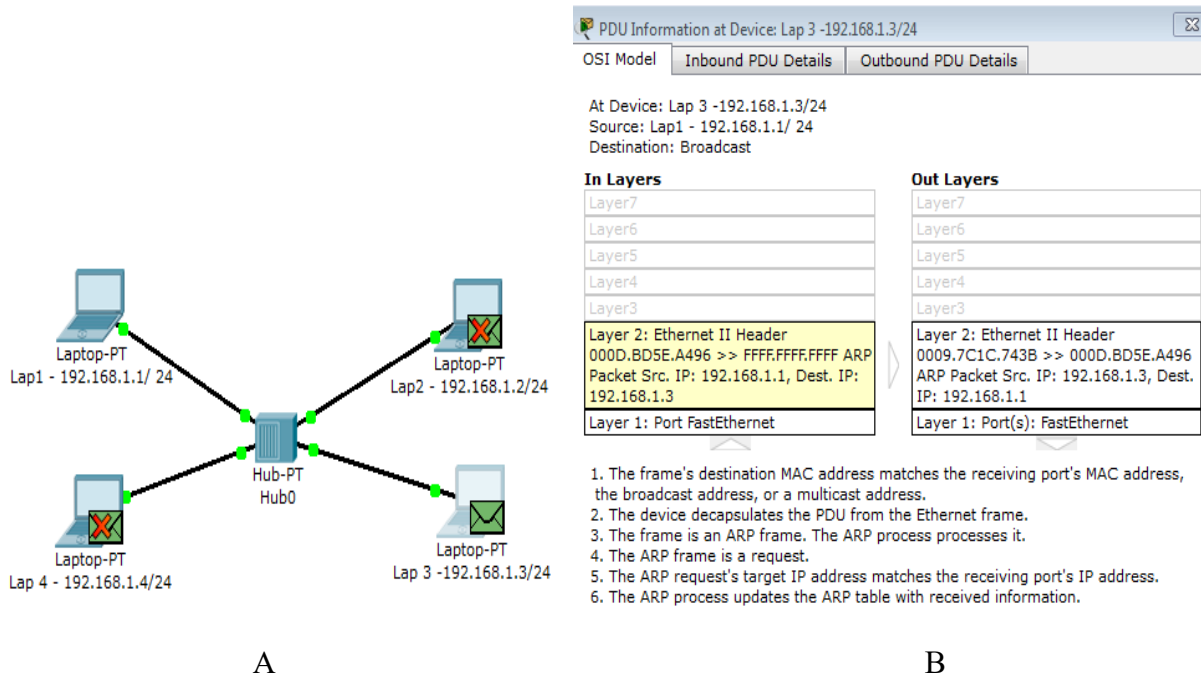 Laptop-PT
Lap1 - 192.168.1.1/ 24
Laptop-PT
Lap2 - 192.168.1.2/24
Hub-PT
Hub0
Laptop-PT
Lap 4 - 192.168.1.4/24
Laptop-PT
Lap 3 -192.168.1.3/24
A
PDU Information at Device: Lap 3 -192.168.1.3/24
OSI Model
Inbound PDU Details
Outbound PDU Details
At Device: Lap 3 -192.168.1.3/24
Source: Lap1 - 192.168.1.1/ 24
Destination: Broadcast
In Layers
Layer7
Layer6
Layer5
Layer4
Layer3
Layer 2: Ethernet II Header
000D.BD5E.A496 >> FFFF.FFFF.FFFF ARP
Packet Src. IP: 192.168.1.1, Dest. IP:
192.168.1.3
Layer 1: Port FastEthernet
Out Layers
Layer7
Layer6
Layer5
Layer4
Layer3
Layer 2: Ethernet II Header
0009.7C1C.743B >> 000D.BD5E.A496
ARP Packet Src. IP: 192.168.1.3, Dest.
IP: 192.168.1.1
Layer 1: Port(s): FastEthernet
1. The frame's destination MAC address matches the receiving port's MAC address,
the broadcast address, or a multicast address.
2. The device decapsulates the PDU from the Ethernet frame.
3. The frame is an ARP frame. The ARP process processes it.
4. The ARP frame is a request.
5. The ARP request's target IP address matches the receiving port's IP address.
6. The ARP process updates the ARP table with received information.
B